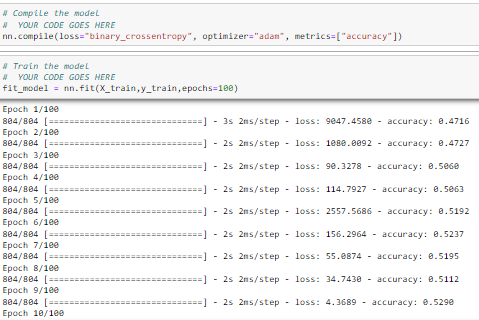 # Compile the model
#  YOUR CODE GOES HERE
nn.compile(loss="binary_crossentropy", optimizer="adam", metrics=["accuracy"])
# Train the model
#  YOUR CODE GOES HERE
fit_model = nn.fit(X_train,y_train,epochs=100)
Epoch 1/100
804/804 [==============================] - 3s 2ms/step - loss: 9047.4580 - accuracy: 0.4716
Epoch 2/100
804/804 [==============================] - 2s 2ms/step - loss: 1080.0092 - accuracy: 0.4727
Epoch 3/100
804/804 [==============================] - 2s 2ms/step - loss: 90.3278 - accuracy: 0.5060
Epoch 4/100
804/804 [==============================] - 2s 2ms/step - loss: 114.7927 - accuracy: 0.5063
Epoch 5/100
804/804 [==============================] - 2s 2ms/step - loss: 2557.5686 - accuracy: 0.5192
Epoch 6/100
804/804 [==============================] - 2s 2ms/step - loss: 156.2964 - accuracy: 0.5237
Epoch 7/100
804/804 [==============================] - 2s 2ms/step - loss: 55.0874 - accuracy: 0.5195
Epoch 8/100
804/804 [==============================] - 2s 2ms/step - loss: 34.7430 - accuracy: 0.5112
Epoch 9/100
804/804 [==============================] - 2s 2ms/step - loss: 4.3689 - accuracy: 0.5290
Epoch 10/100